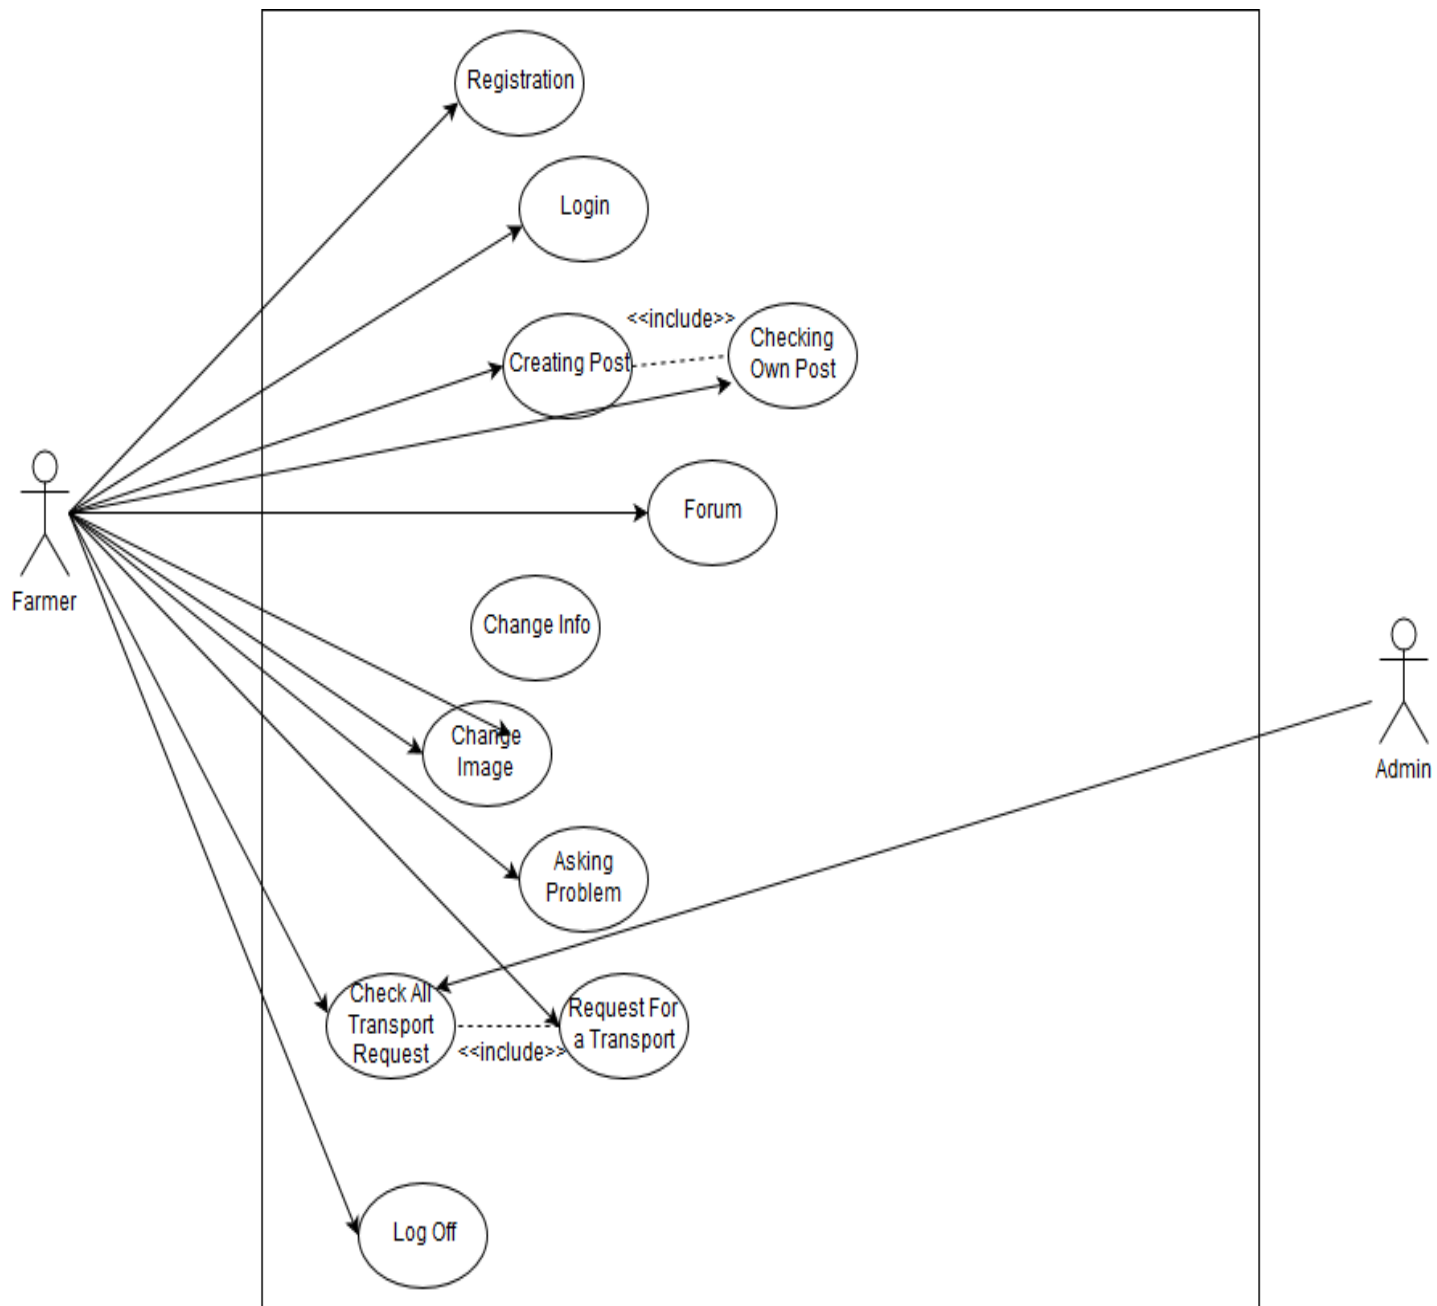 Registration
Login
<<include>>
Creating Post
Checking
Own Post
Forum
Farmer
Change Info
Change
Image
Admin
Asking
Problem
Check All
Transport
Request
<<include>>
Request For
a Transport
Log Off